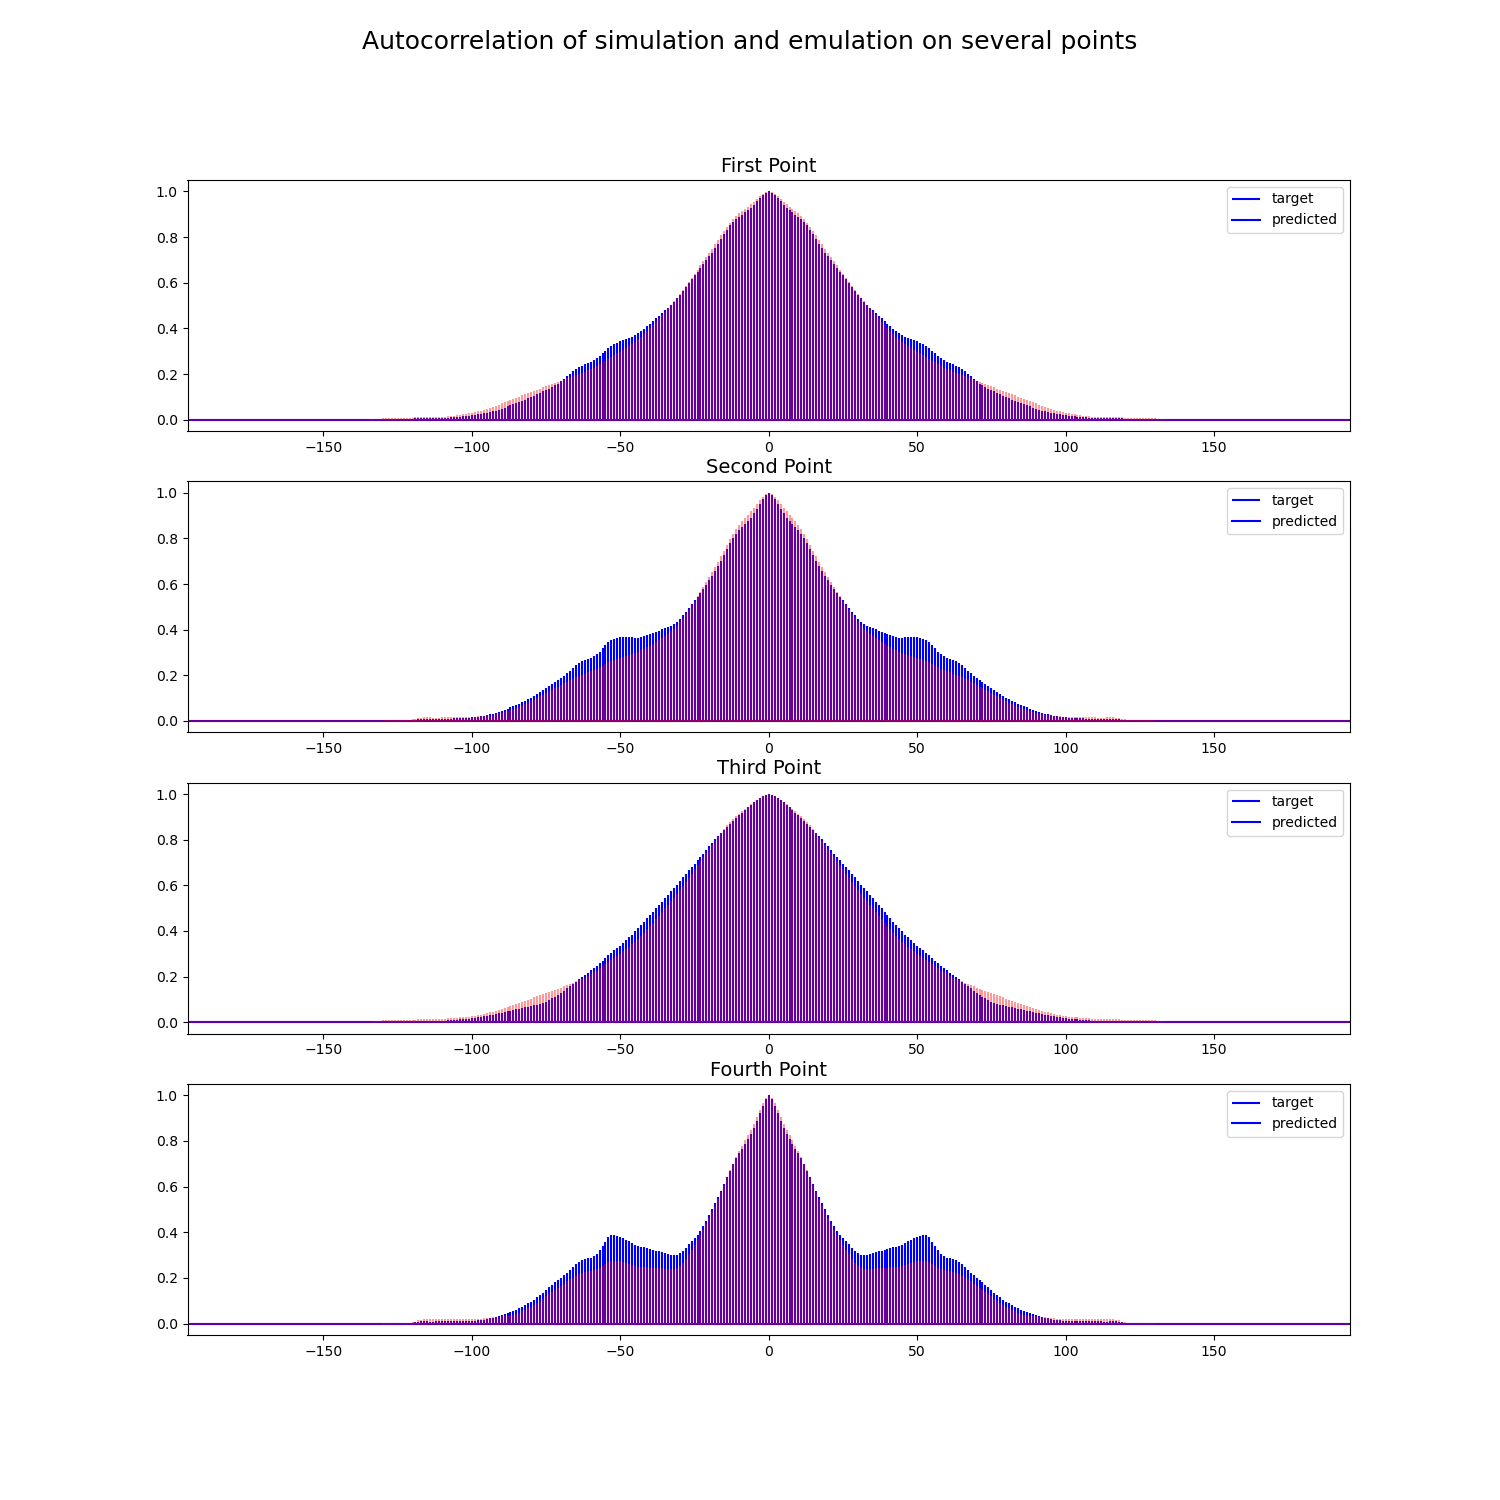 Autocorrelation of simulation and emulation on several points
First Point
1.0
0.8
0.6
0.4
0.2
0.0
target
predicted
−150 −100 −50 0 50 100 150
Second Point
1.0
0.8
0.6
0.4
0.2
0.0
target
predicted
−150 −100 −50 0 50 100 150
Third Point
1.0
0.8
0.6
0.4
0.2
0.0
target
predicted
−150 −100 −50 0 50 100 150
Fourth Point
1.0
0.8
0.6
0.4
0.2
0.0
target
predicted
−150 −100 −50 0 50 100 150